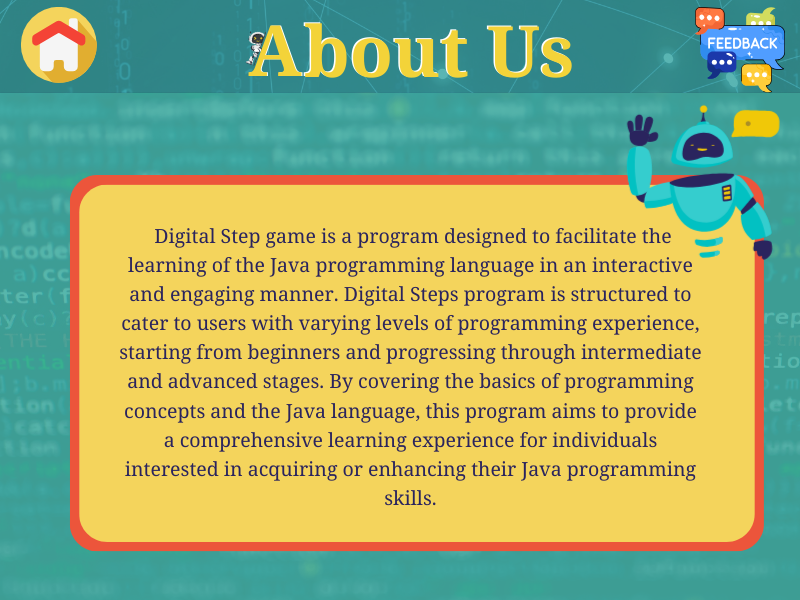 About Us
FEEDBACK
Digital Step game is a program designed to facilitate the
learning of the Java programming language in an interactive
and engaging manner. Digital Steps program is structured to
cater to users with varying levels of programming experience,
starting from beginners and progressing through intermediate
and advanced stages. By covering the basics of programming
concepts and the Java language, this program aims to provide
a comprehensive learning experience for individuals
interested in acquiring or enhancing their Java programming
skills.